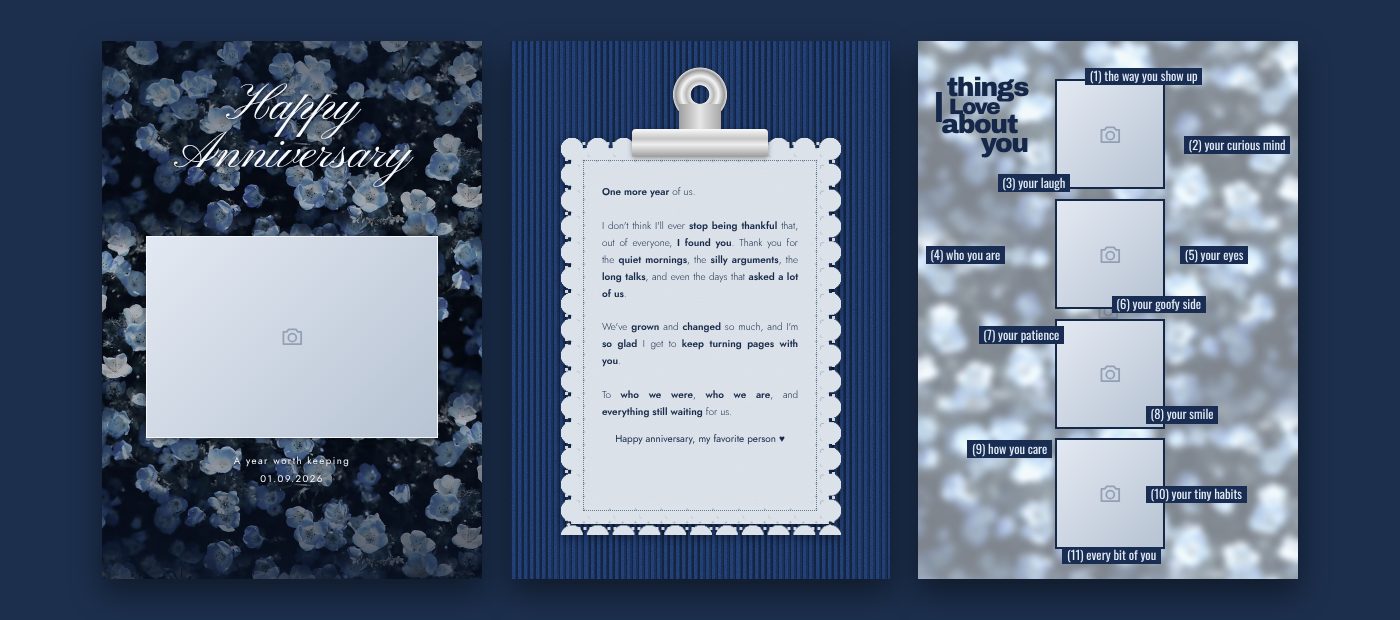 Happy
Anniversary
A year worth keeping
01.09.2026
One more year of us.
I don't think I'll ever stop being thankful that,
out of everyone, I found you. Thank you for
the quiet mornings, the silly arguments, the
long talks, and even the days that asked a lot
of us.
We've grown and changed so much, and I'm
so glad I get to keep turning pages with
you.
To who we were, who we are, and
everything still waiting for us.
Happy anniversary, my favorite person ♥
things
I Love
about
you
(1) the way you show up
(2) your curious mind
(3) your laugh
(4) who you are
(5) your eyes
(6) your goofy side
(7) your patience
(8) your smile
(9) how you care
(10) your tiny habits
(11) every bit of you